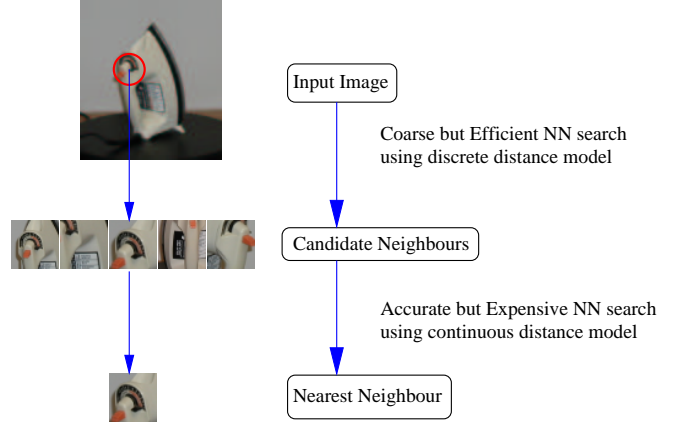 Input Image
Coarse but Efficient NN search
using discrete distance model
Candidate Neighbours
Accurate but Expensive NN search
using continuous distance model
Nearest Neighbour